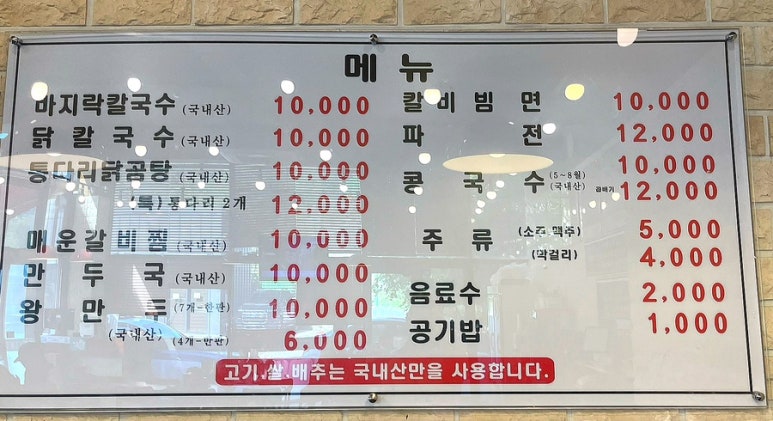 메뉴
바지락칼국수 (국내산) 10,000
닭칼국수 (국내산) 10,000
통다리닭곰탕 (국내산) 10,000
(특) 통다리 2개 12,000
매운갈비찜 (국내산) 10,000
만두국 (국내산) 10,000
왕만두 (7개-한판) 10,000
(국내산) (4개-한판) 6,000
칼비빔면 10,000
파전 12,000
콩국수 (5~8월) 10,000
(국내산) 곱배기 12,000
주류 (소주.맥주) 5,000
(막걸리) 4,000
음료수 2,000
공기밥 1,000
고기.쌀.배추는 국내산만을 사용합니다.